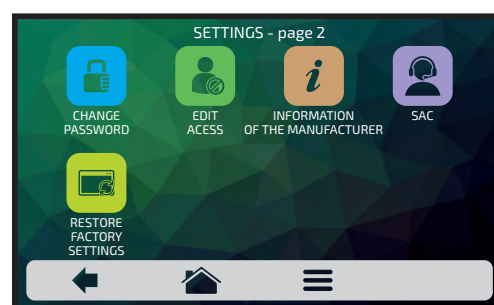 SETTINGS - page 2
CHANGE
PASSWORD
EDIT
ACESS
INFORMATION
OF THE MANUFACTURER
SAC
RESTORE
FACTORY
SETTINGS